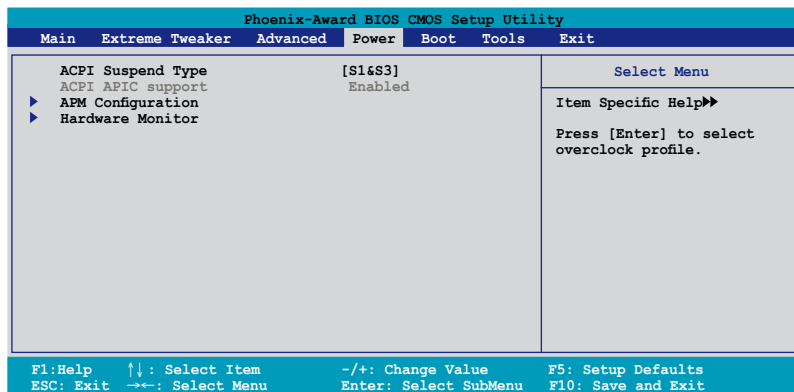 Phoenix-Award BIOS CMOS Setup Utility
Main Extreme Tweaker Advanced Power Boot Tools Exit
ACPI Suspend Type [S1&S3]
ACPI APIC support Enabled
APM Configuration
Hardware Monitor
Select Menu
Item Specific Help
Press [Enter] to select
overclock profile.
F1:Help ↑↓: Select Item -/+: Change Value F5: Setup Defaults
ESC: Exit →←: Select Menu Enter: Select SubMenu F10: Save and Exit